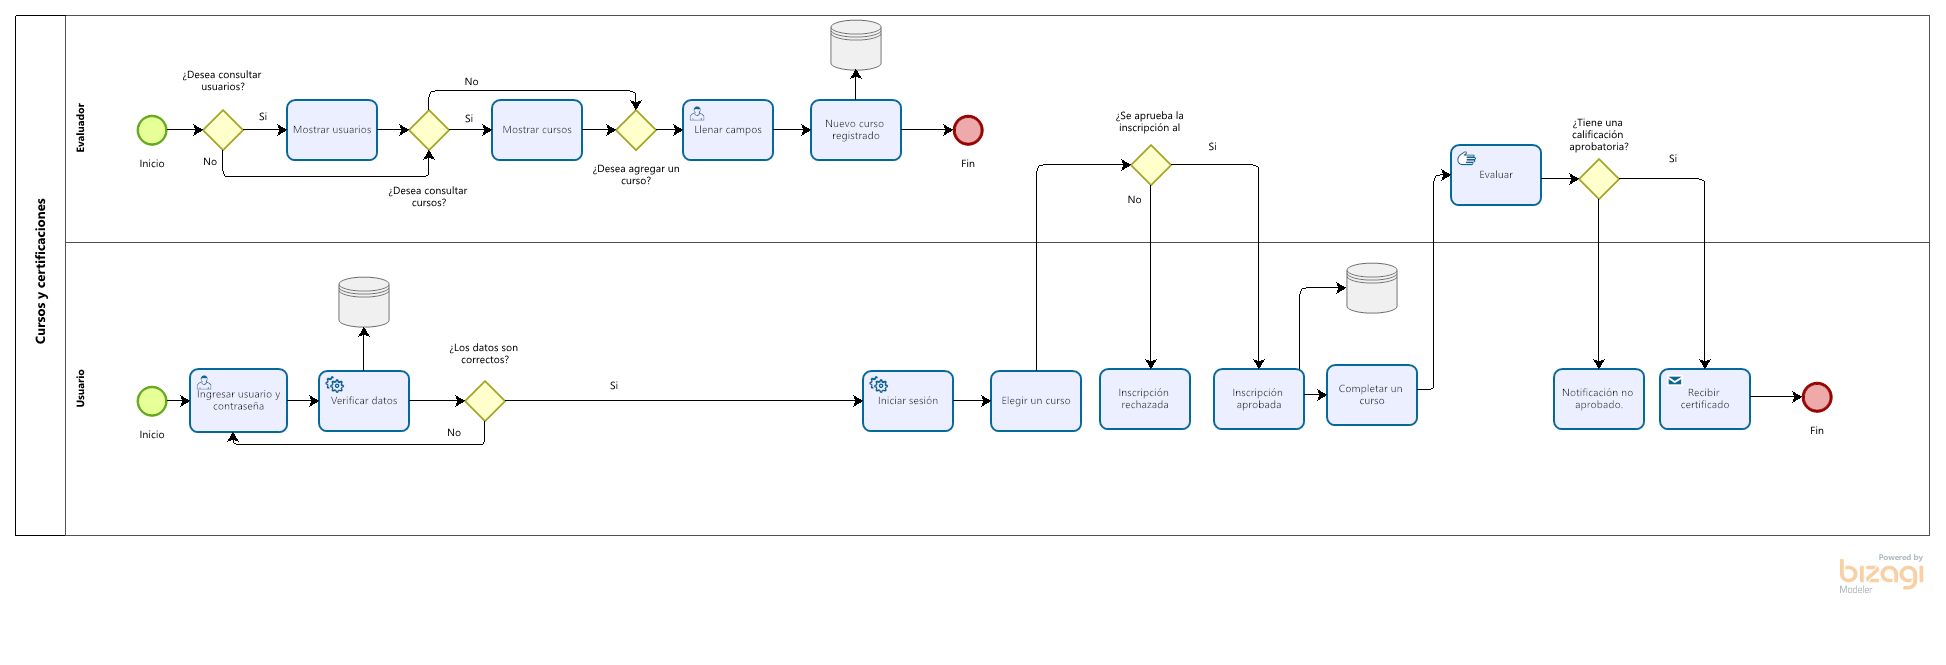 Cursos y certificaciones
Evaluador
Inicio
¿Desea consultar
usuarios?
Si
No
Mostrar usuarios
¿Desea consultar
cursos?
No
Si
Mostrar cursos
¿Desea agregar un
curso?
Llenar campos
Nuevo curso
registrado
Fin
¿Se aprueba la
inscripción al
Si
No
Evaluar
¿Tiene una
calificación
aprobatoria?
Si
Usuario
Inicio
Ingresar usuario y
contraseña
Verificar datos
¿Los datos son
correctos?
Si
No
Iniciar sesión
Elegir un curso
Inscripción
rechazada
Inscripción
aprobada
Completar un
curso
Notificación no
aprobado.
Recibir
certificado
Fin
Powered by
bizagi
Modeler